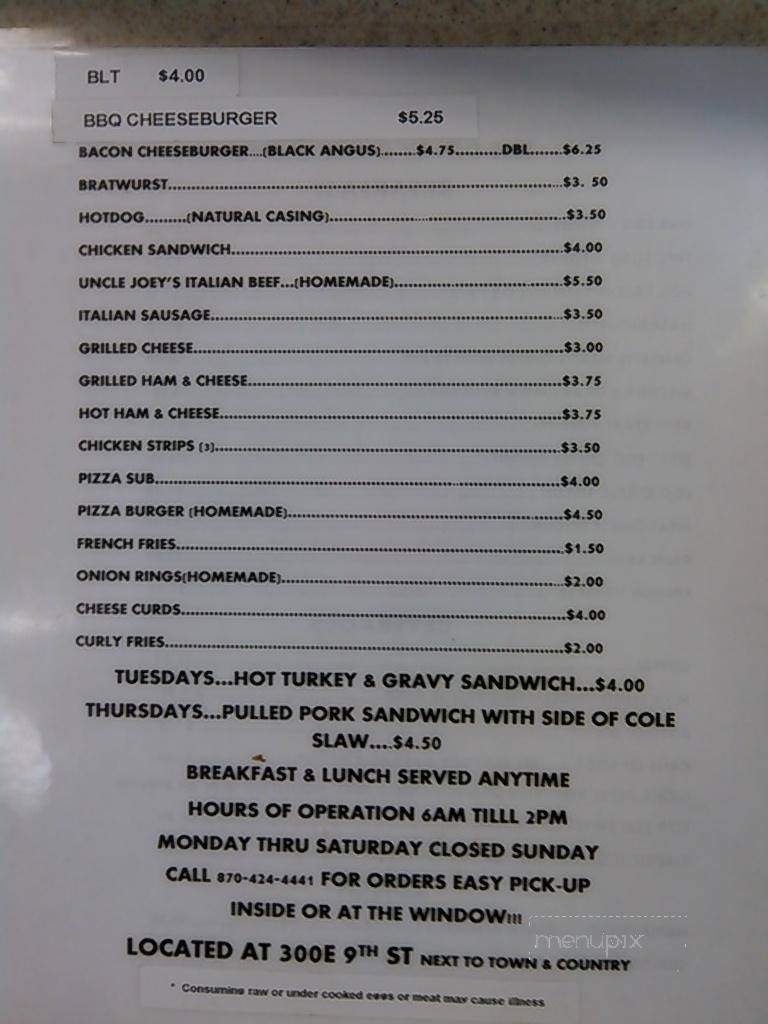 BLT $4.00
BBQ CHEESEBURGER $5.25
BACON CHEESEBURGER....(BLACK ANGUS)........$4.75...........DBL.......$6.25
BRATWURST..........$3. 50
HOTDOG.........(NATURAL CASING)..........$3.50
CHICKEN SANDWICH..........$4.00
UNCLE JOEY'S ITALIAN BEEF...(HOMEMADE)..........$5.50
ITALIAN SAUSAGE..........$3.50
GRILLED CHEESE..........$3.00
GRILLED HAM & CHEESE..........$3.75
HOT HAM & CHEESE..........$3.75
CHICKEN STRIPS (3)..........$3.50
PIZZA SUB..........$4.00
PIZZA BURGER (HOMEMADE)..........$4.50
FRENCH FRIES..........$1.50
ONION RINGS(HOMEMADE)..........$2.00
CHEESE CURDS..........$4.00
CURLY FRIES..........$2.00
TUESDAYS...HOT TURKEY & GRAVY SANDWICH...$4.00
THURSDAYS...PULLED PORK SANDWICH WITH SIDE OF COLE
SLAW....$4.50
BREAKFAST & LUNCH SERVED ANYTIME
HOURS OF OPERATION 6AM TILLL 2PM
MONDAY THRU SATURDAY CLOSED SUNDAY
CALL 870-424-4441 FOR ORDERS EASY PICK-UP
INSIDE OR AT THE WINDOW!!!
menupix
LOCATED AT 300E 9TH ST NEXT TO TOWN & COUNTRY
* Consuming raw or under cooked eggs or meat may cause illness